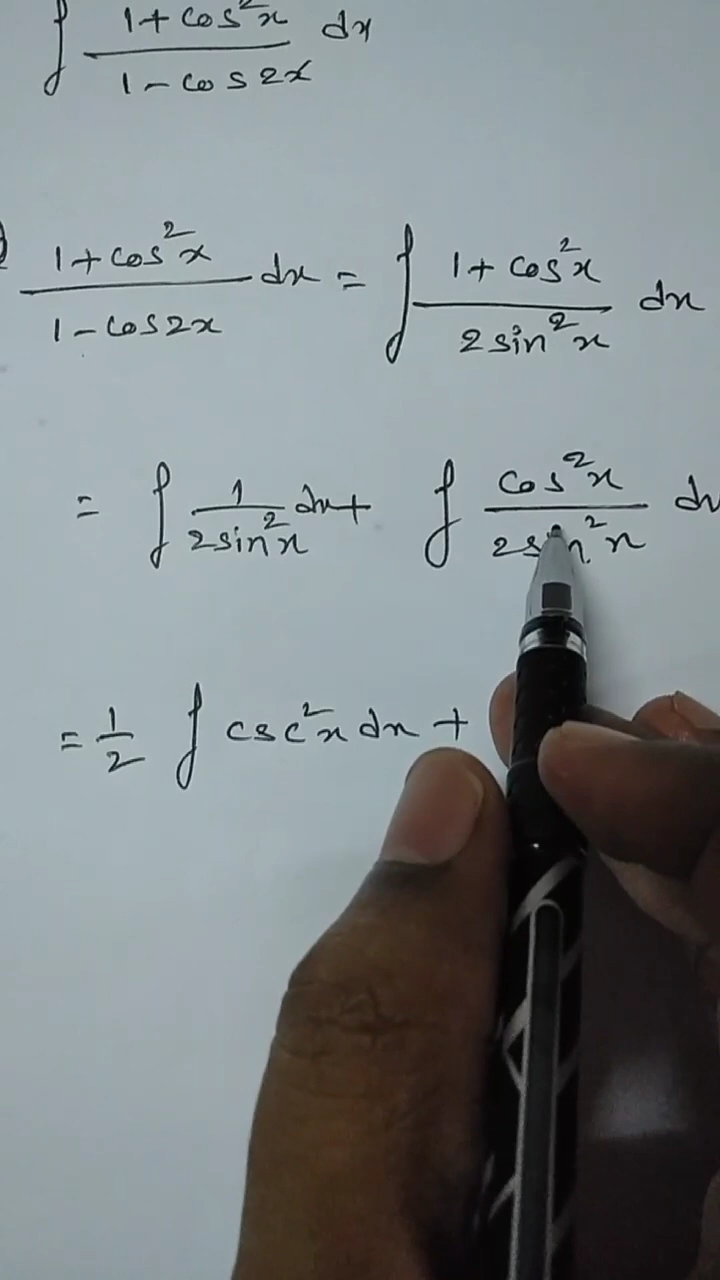 ∫ 1 + cos²x / 1 - cos2x dx
1 + cos²x / 1 - cos2x dx = ∫ 1 + cos²x / 2sin²x dx
= ∫ 1 / 2sin²x dx + ∫ cos²x / 2sin²x dx
= 1/2 ∫ csc²x dx +